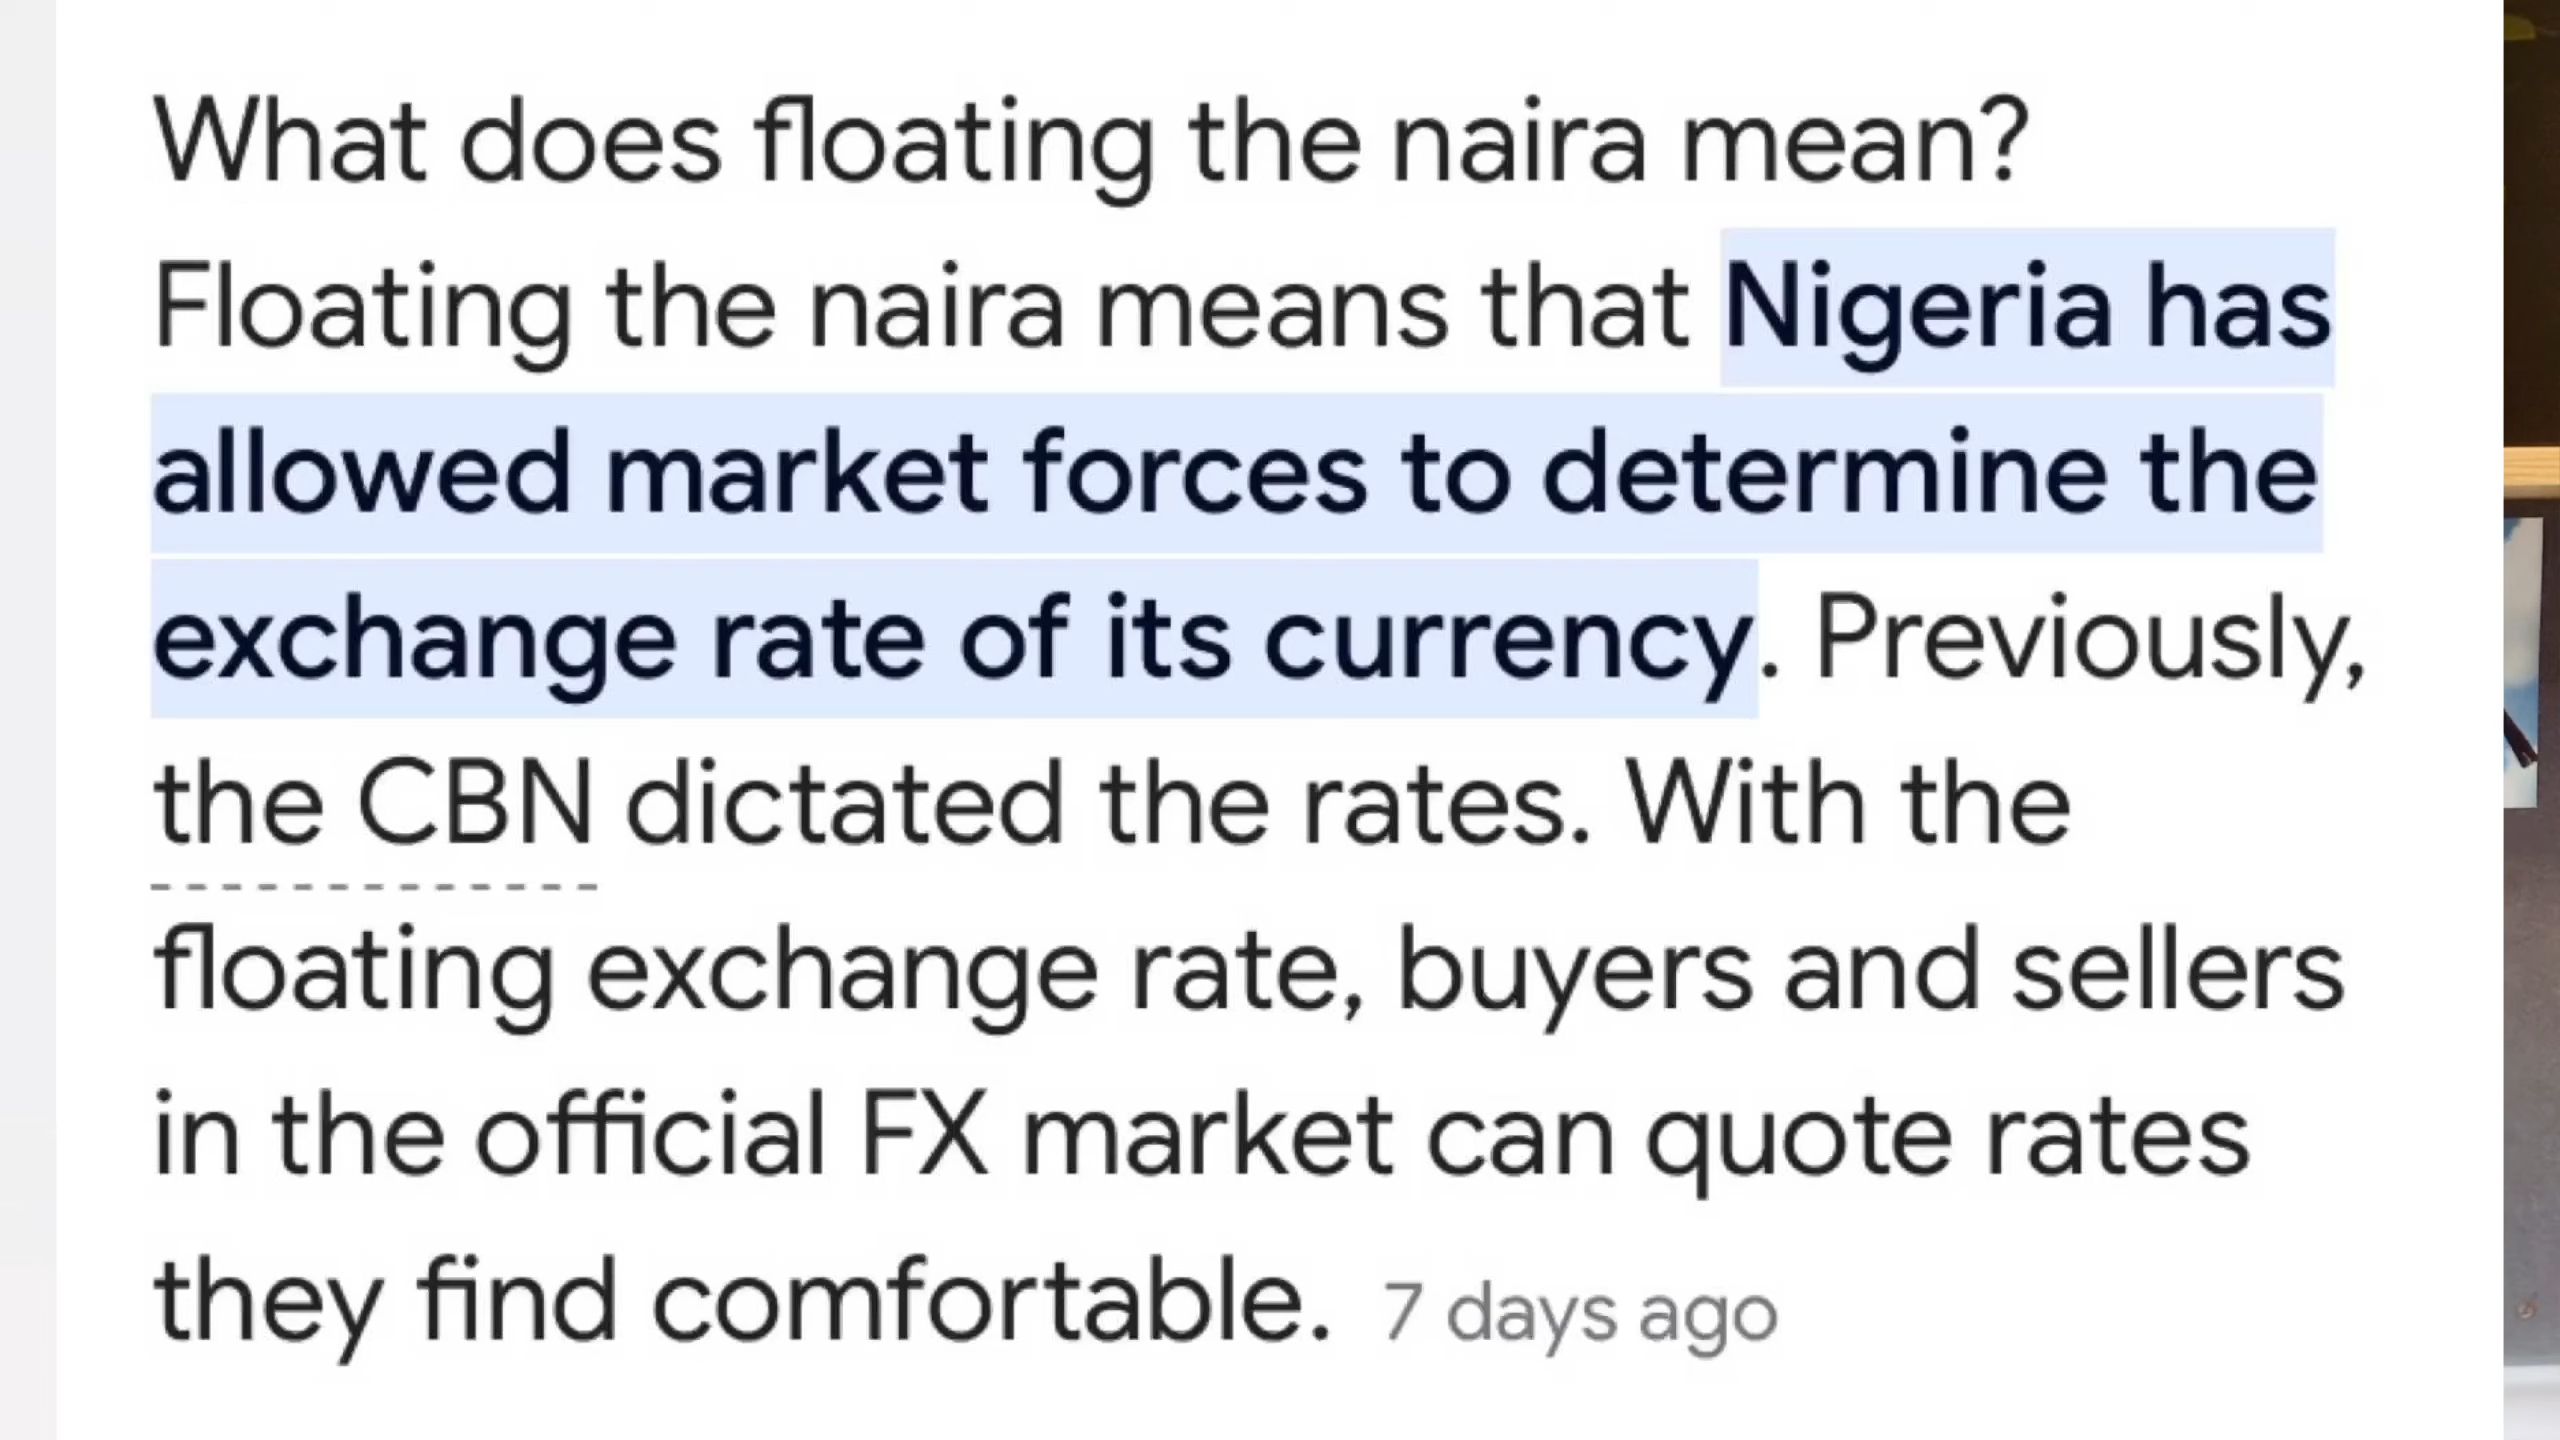 What does floating the naira mean?
Floating the naira means that Nigeria has
allowed market forces to determine the
exchange rate of its currency. Previously,
the CBN dictated the rates. With the
floating exchange rate, buyers and sellers
in the official FX market can quote rates
they find comfortable. 7 days ago